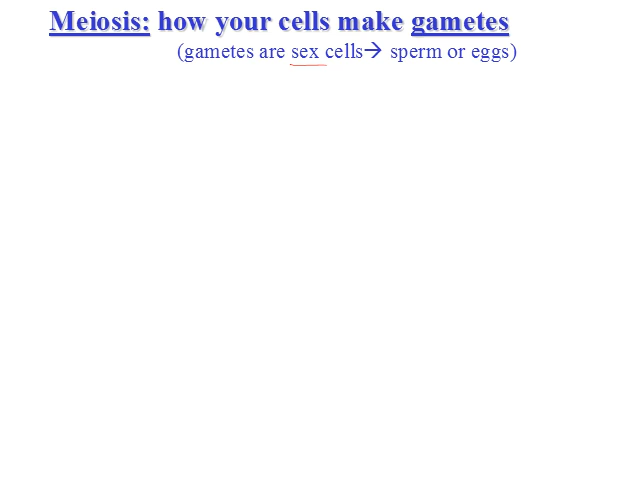 Meiosis: how your cells make gametes
(gametes are sex cells→ sperm or eggs)